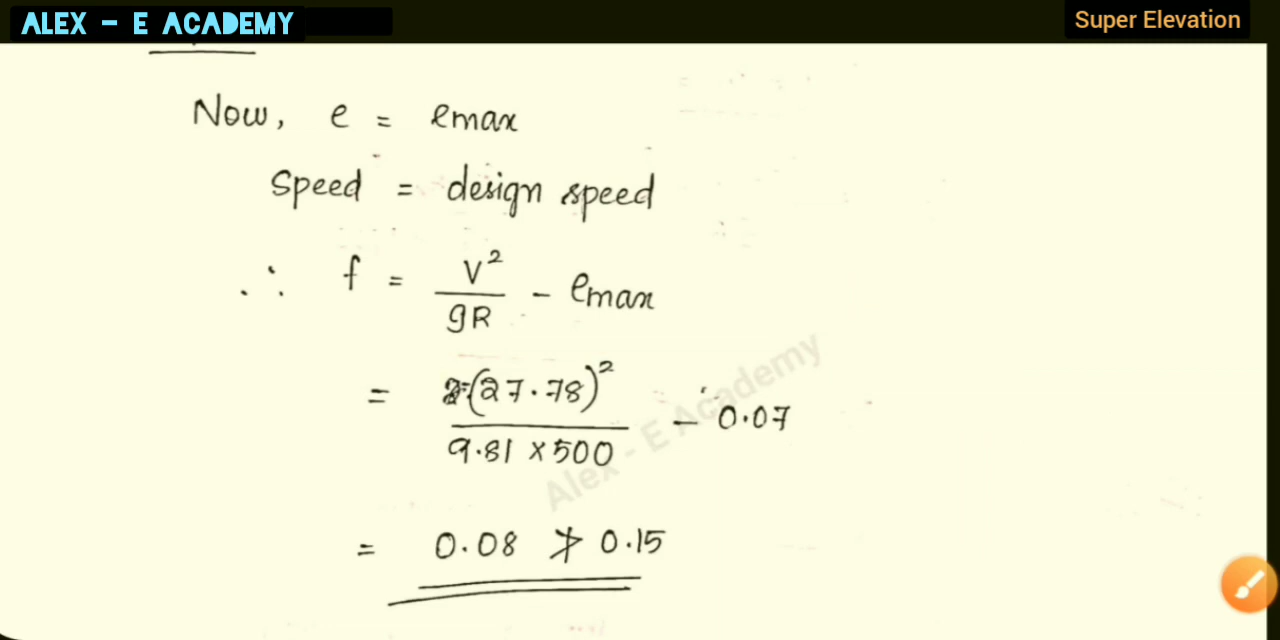 ALEX - E ACADEMY
Super Elevation
Now, e = emax
Speed = design speed
∴ f = V²/gR - emax
= (27.78)²/9.81 × 500 - 0.07
= 0.08 ≯ 0.15
Alex - E Academy